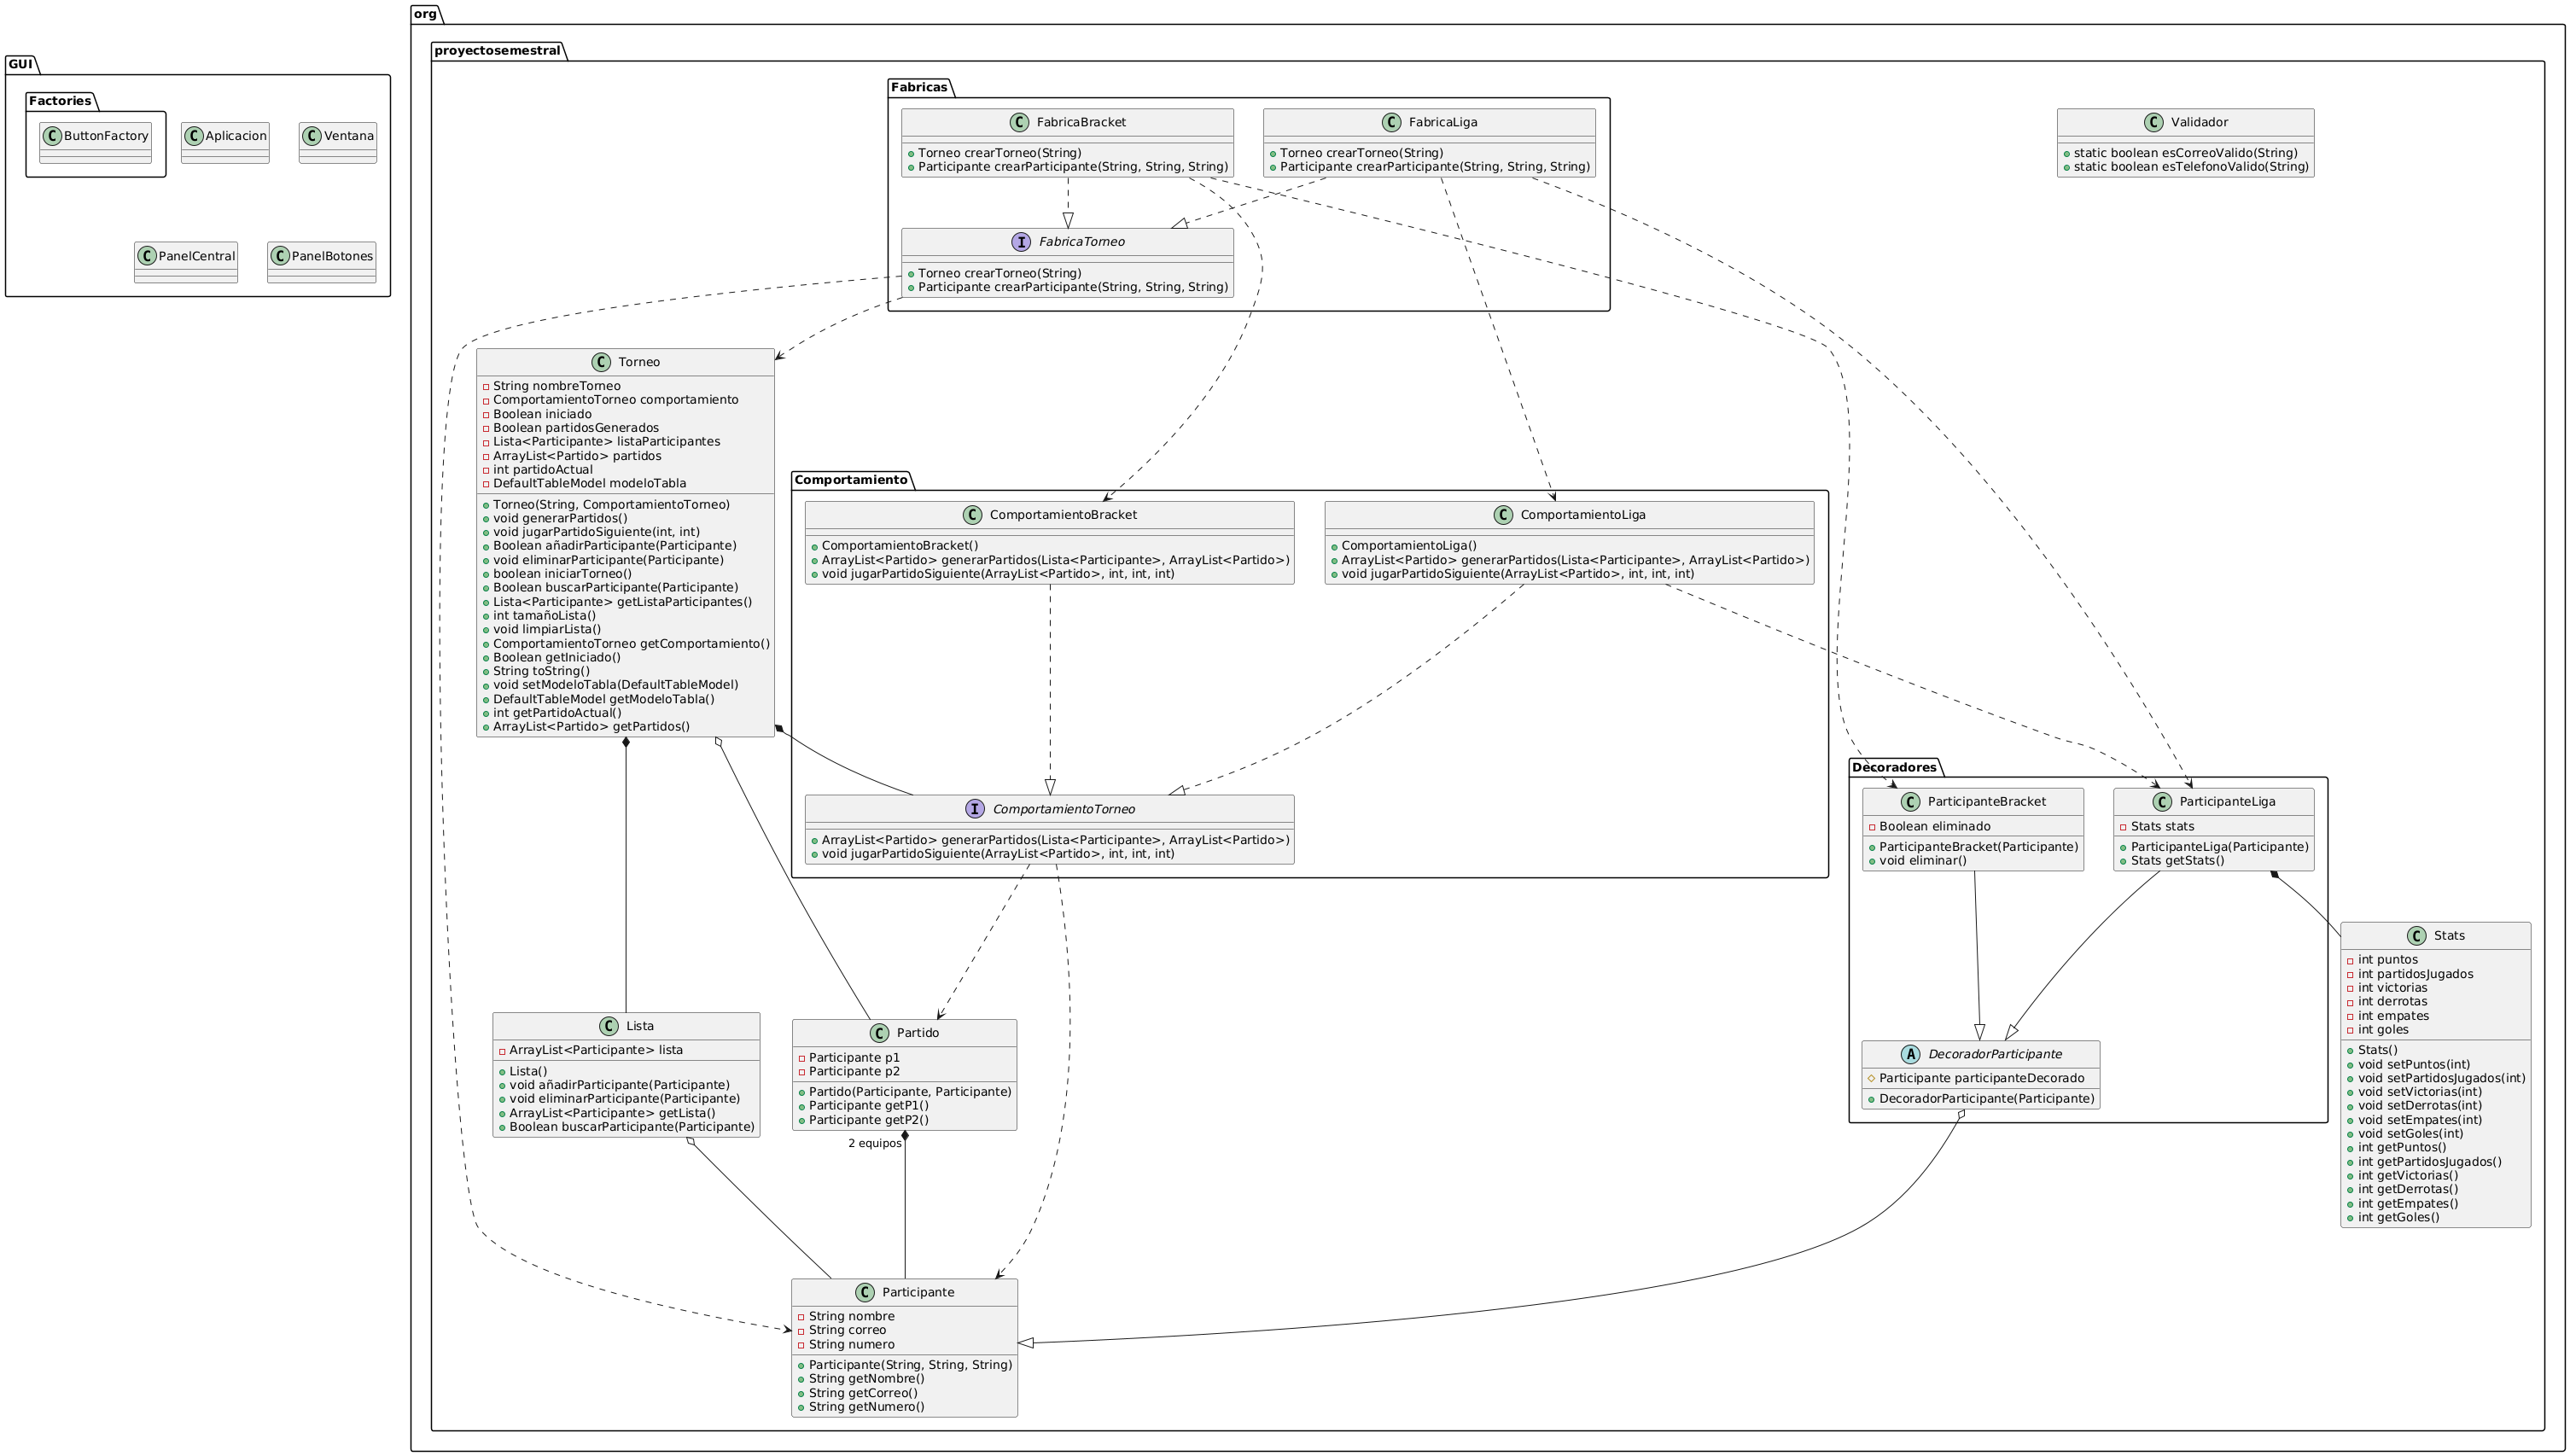 GUI
Factories
C ButtonFactory
C Aplicacion
C Ventana
C PanelCentral
C PanelBotones
org
proyectosemestral
Fabricas
C FabricaBracket
Torneo crearTorneo(String)
Participante crearParticipante(String, String, String)
C FabricaLiga
Torneo crearTorneo(String)
Participante crearParticipante(String, String, String)
I FabricaTorneo
Torneo crearTorneo(String)
Participante crearParticipante(String, String, String)
C Validador
static boolean esCorreoValido(String)
static boolean esTelefonoValido(String)
C Torneo
String nombreTorneo
ComportamientoTorneo comportamiento
Boolean iniciado
Boolean partidosGenerados
Lista<Participante> listaParticipantes
ArrayList<Partido> partidos
int partidoActual
DefaultTableModel modeloTabla
Torneo(String, ComportamientoTorneo)
void generarPartidos()
void jugarPartidoSiguiente(int, int)
Boolean añadirParticipante(Participante)
void eliminarParticipante(Participante)
boolean iniciarTorneo()
Boolean buscarParticipante(Participante)
Lista<Participante> getListaParticipantes()
int tamañoLista()
void limpiarLista()
ComportamientoTorneo getComportamiento()
Boolean getIniciado()
String toString()
void setModeloTabla(DefaultTableModel)
DefaultTableModel getModeloTabla()
int getPartidoActual()
ArrayList<Partido> getPartidos()
Comportamiento
C ComportamientoBracket
ComportamientoBracket()
ArrayList<Partido> generarPartidos(Lista<Participante>, ArrayList<Partido>)
void jugarPartidoSiguiente(ArrayList<Partido>, int, int, int)
C ComportamientoLiga
ComportamientoLiga()
ArrayList<Partido> generarPartidos(Lista<Participante>, ArrayList<Partido>)
void jugarPartidoSiguiente(ArrayList<Partido>, int, int, int)
I ComportamientoTorneo
ArrayList<Partido> generarPartidos(Lista<Participante>, ArrayList<Partido>)
void jugarPartidoSiguiente(ArrayList<Partido>, int, int, int)
Decoradores
C ParticipanteBracket
Boolean eliminado
ParticipanteBracket(Participante)
void eliminar()
C ParticipanteLiga
Stats stats
ParticipanteLiga(Participante)
Stats getStats()
A DecoradorParticipante
Participante participanteDecorado
DecoradorParticipante(Participante)
C Stats
int puntos
int partidosJugados
int victorias
int derrotas
int empates
int goles
Stats()
void setPuntos(int)
void setPartidosJugados(int)
void setVictorias(int)
void setDerrotas(int)
void setEmpates(int)
void setGoles(int)
int getPuntos()
int getPartidosJugados()
int getVictorias()
int getDerrotas()
int getEmpates()
int getGoles()
C Lista
ArrayList<Participante> lista
Lista()
void añadirParticipante(Participante)
void eliminarParticipante(Participante)
ArrayList<Participante> getLista()
Boolean buscarParticipante(Participante)
C Partido
Participante p1
Participante p2
Partido(Participante, Participante)
Participante getP1()
Participante getP2()
2 equipos
C Participante
String nombre
String correo
String numero
Participante(String, String, String)
String getNombre()
String getCorreo()
String getNumero()